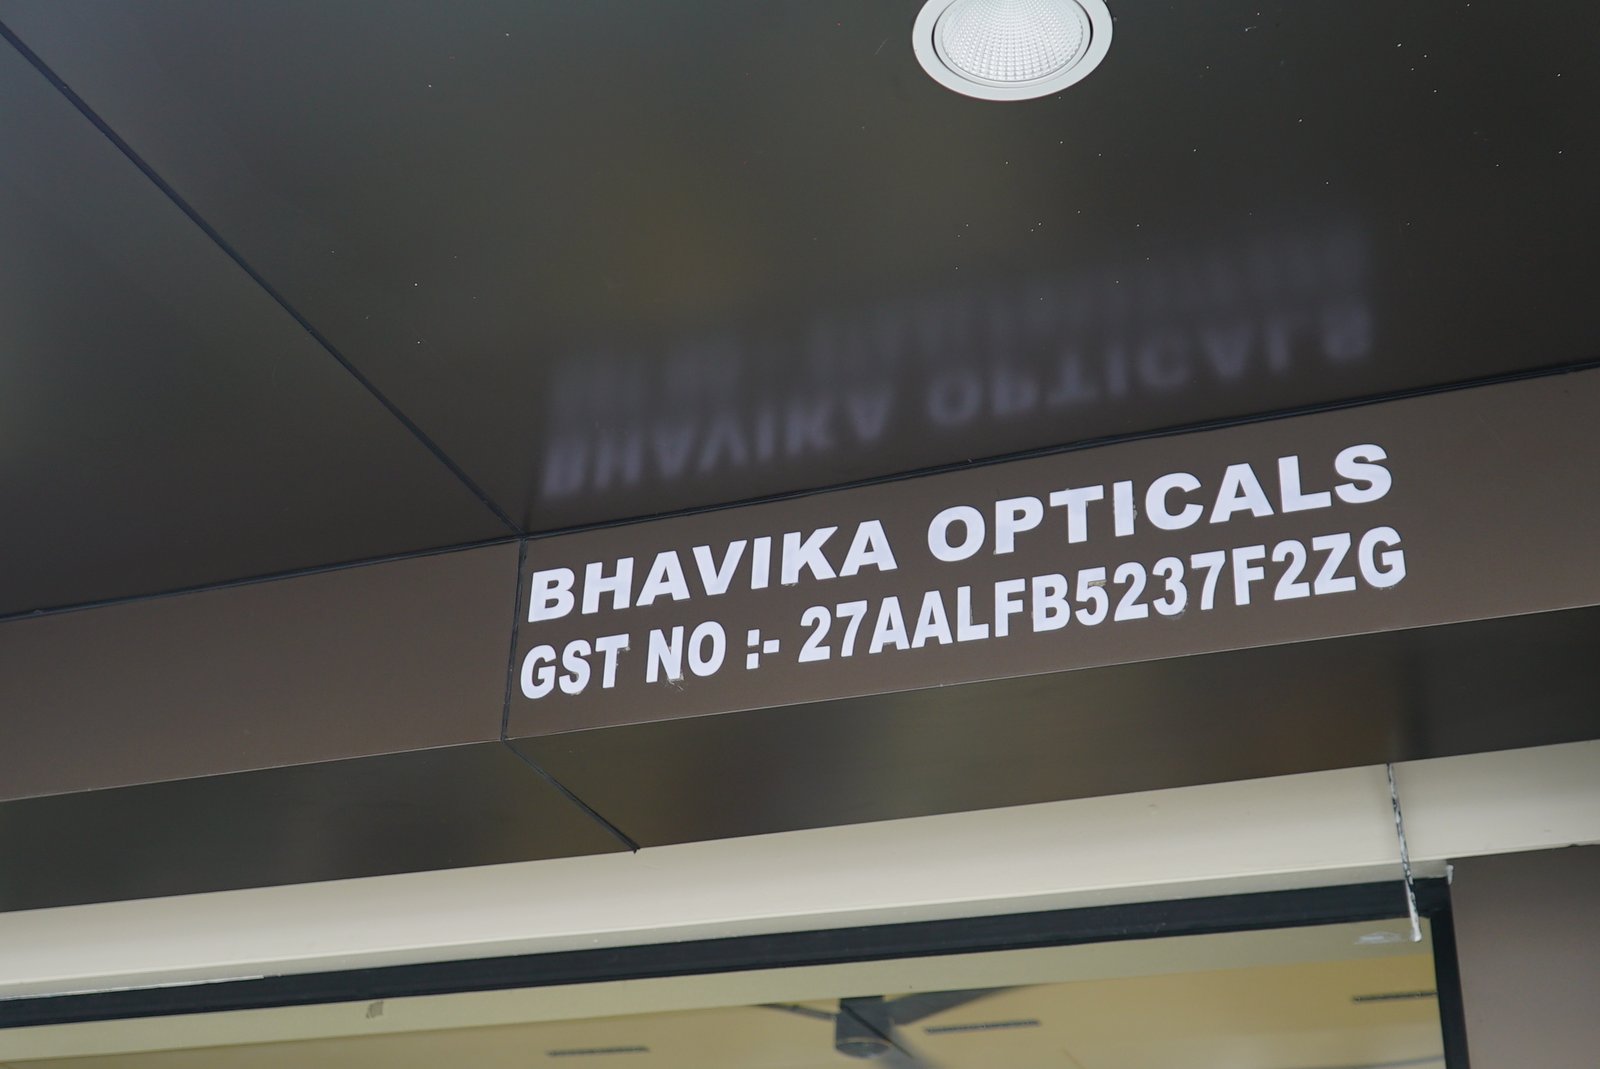 BHAVIKA OPTICALS
GST NO :- 27AALFB5237F2ZG